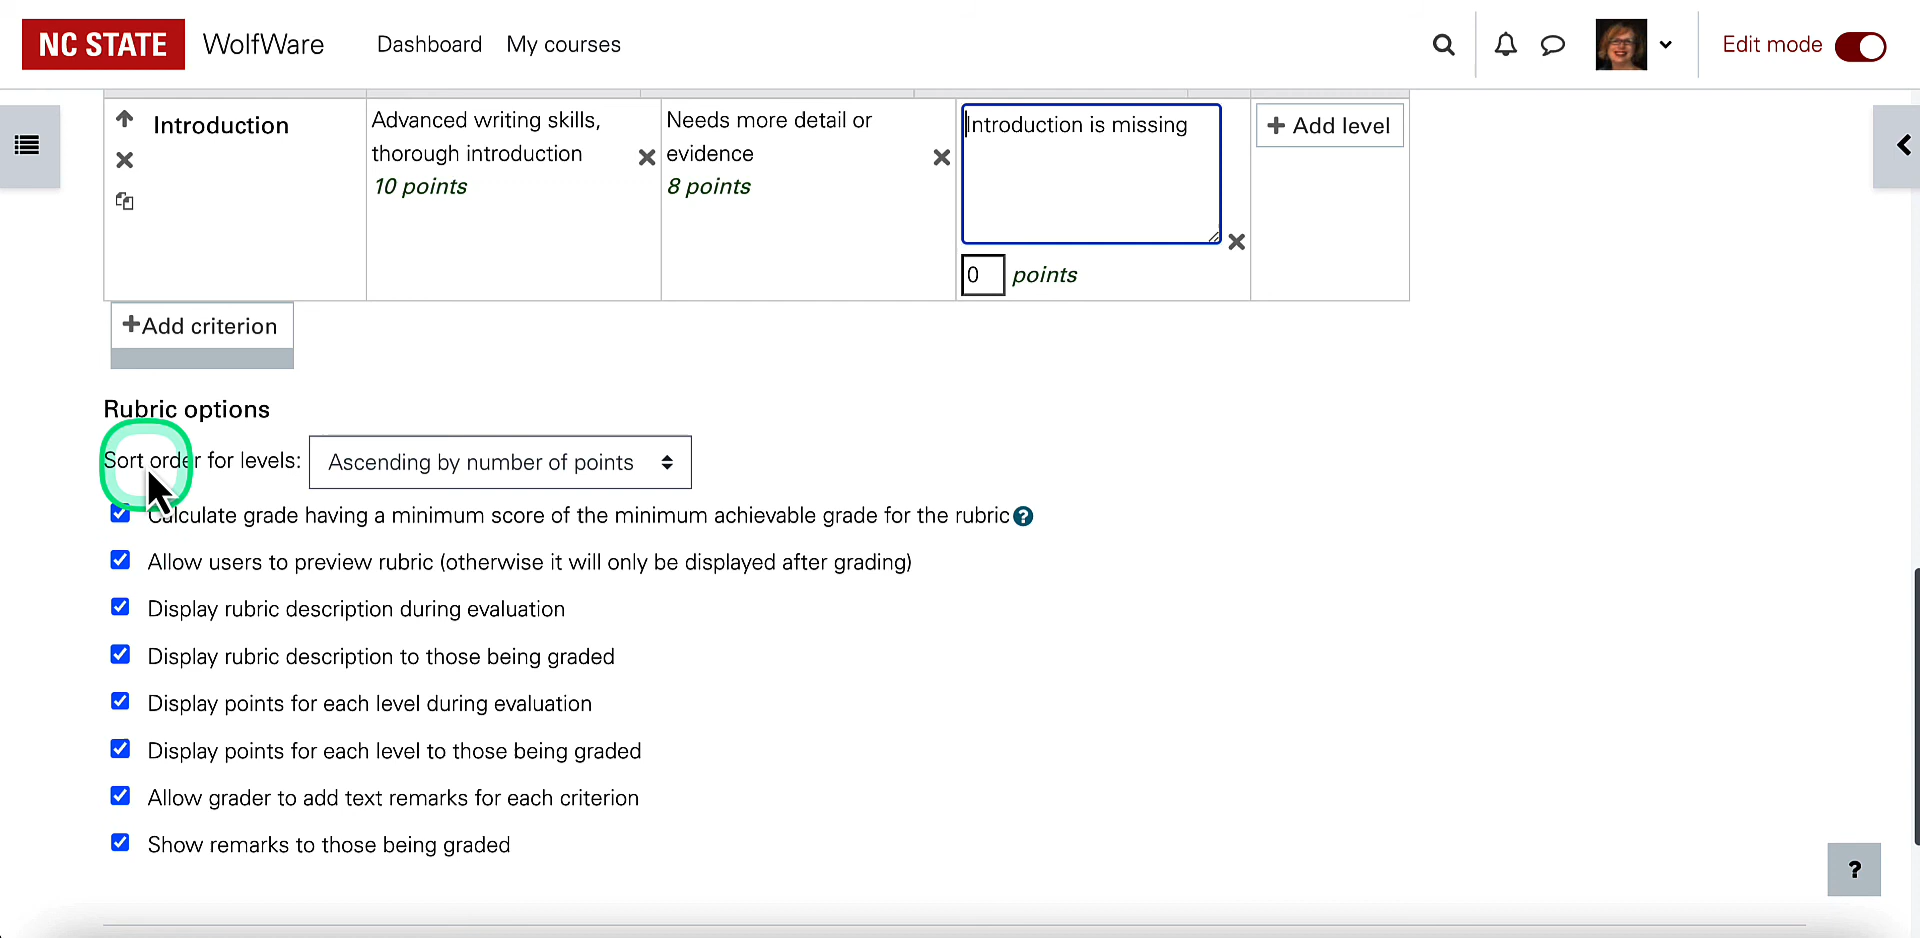 NC STATE WolfWare Dashboard My courses Edit mode
Introduction
Advanced writing skills,
thorough introduction
10 points
Needs more detail or
evidence
8 points
Introduction is missing
0 points
+ Add level
+Add criterion
Rubric options
Sort order for levels: Ascending by number of points
Calculate grade having a minimum score of the minimum achievable grade for the rubric ?
Allow users to preview rubric (otherwise it will only be displayed after grading)
Display rubric description during evaluation
Display rubric description to those being graded
Display points for each level during evaluation
Display points for each level to those being graded
Allow grader to add text remarks for each criterion
Show remarks to those being graded
?